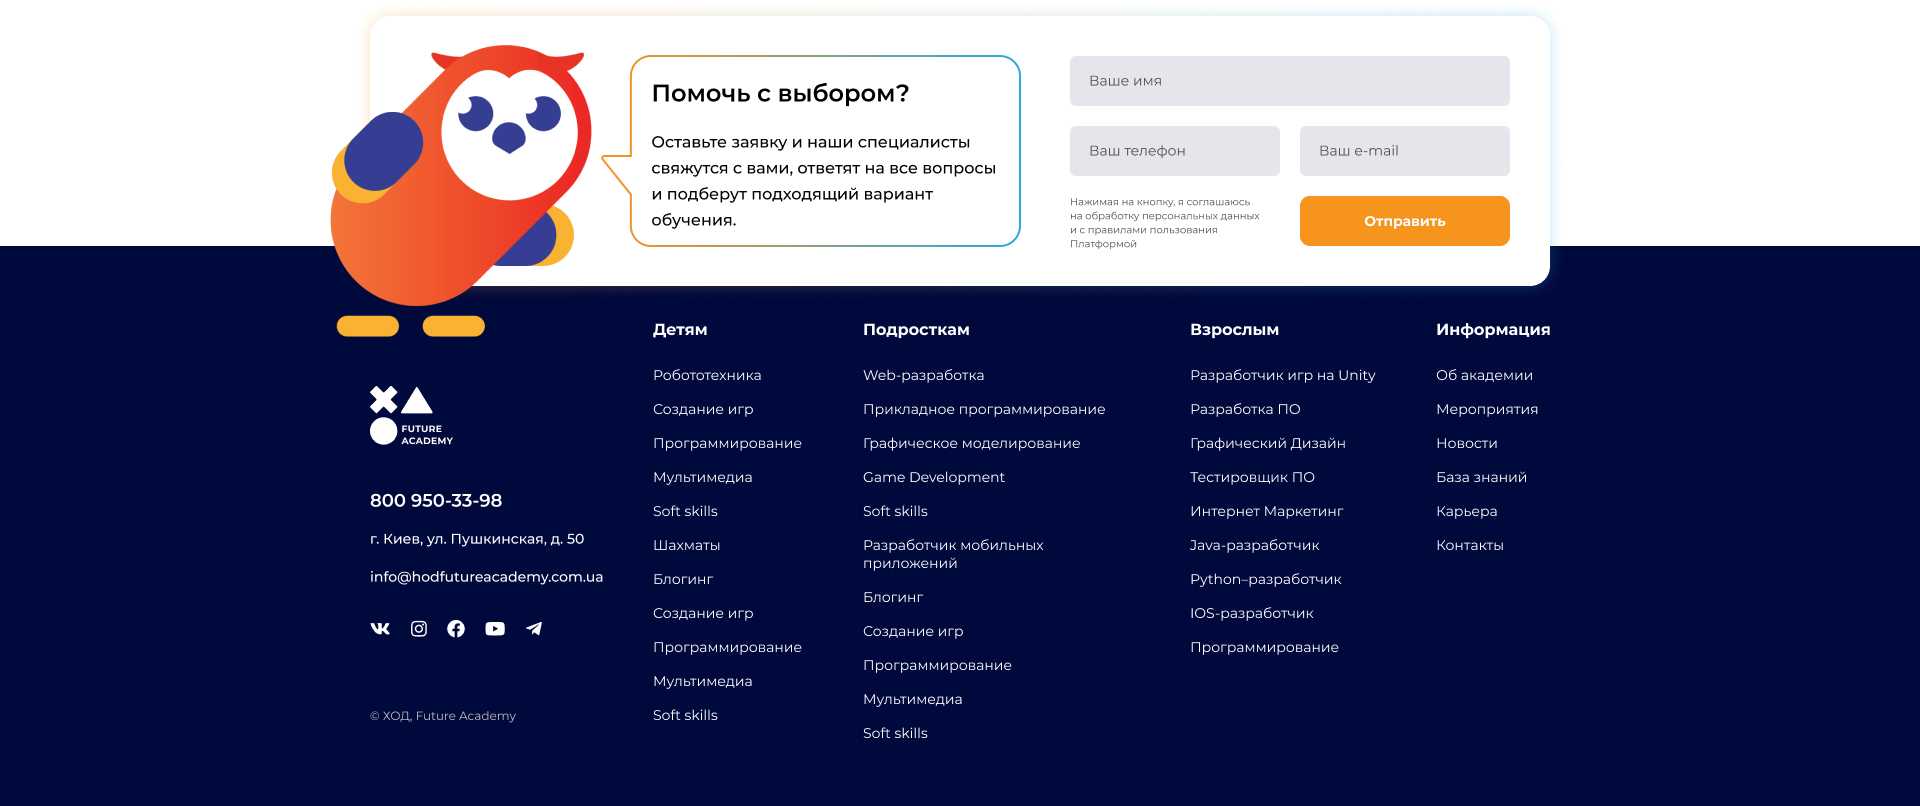 Помочь с выбором?
Оставьте заявку и наши специалисты
свяжутся с вами, ответят на все вопросы
и подберут подходящий вариант
обучения.
Ваше имя
Ваш телефон
Ваш e-mail
Нажимая на кнопку, я соглашаюсь
на обработку персональных данных
и с правилами пользования
Платформой
Отправить
FUTURE
ACADEMY
800 950-33-98
г. Киев, ул. Пушкинская, д. 50
info@hodfutureacademy.com.ua
© ХОД, Future Academy
Детям
Робототехника
Создание игр
Программирование
Мультимедиа
Soft skills
Шахматы
Блогинг
Создание игр
Программирование
Мультимедиа
Soft skills
Подросткам
Web-разработка
Прикладное программирование
Графическое моделирование
Game Development
Soft skills
Разработчик мобильных
приложений
Блогинг
Создание игр
Программирование
Мультимедиа
Soft skills
Взрослым
Разработчик игр на Unity
Разработка ПО
Графический Дизайн
Тестировщик ПО
Интернет Маркетинг
Java-разработчик
Python–разработчик
IOS-разработчик
Программирование
Информация
Об академии
Мероприятия
Новости
База знаний
Карьера
Контакты